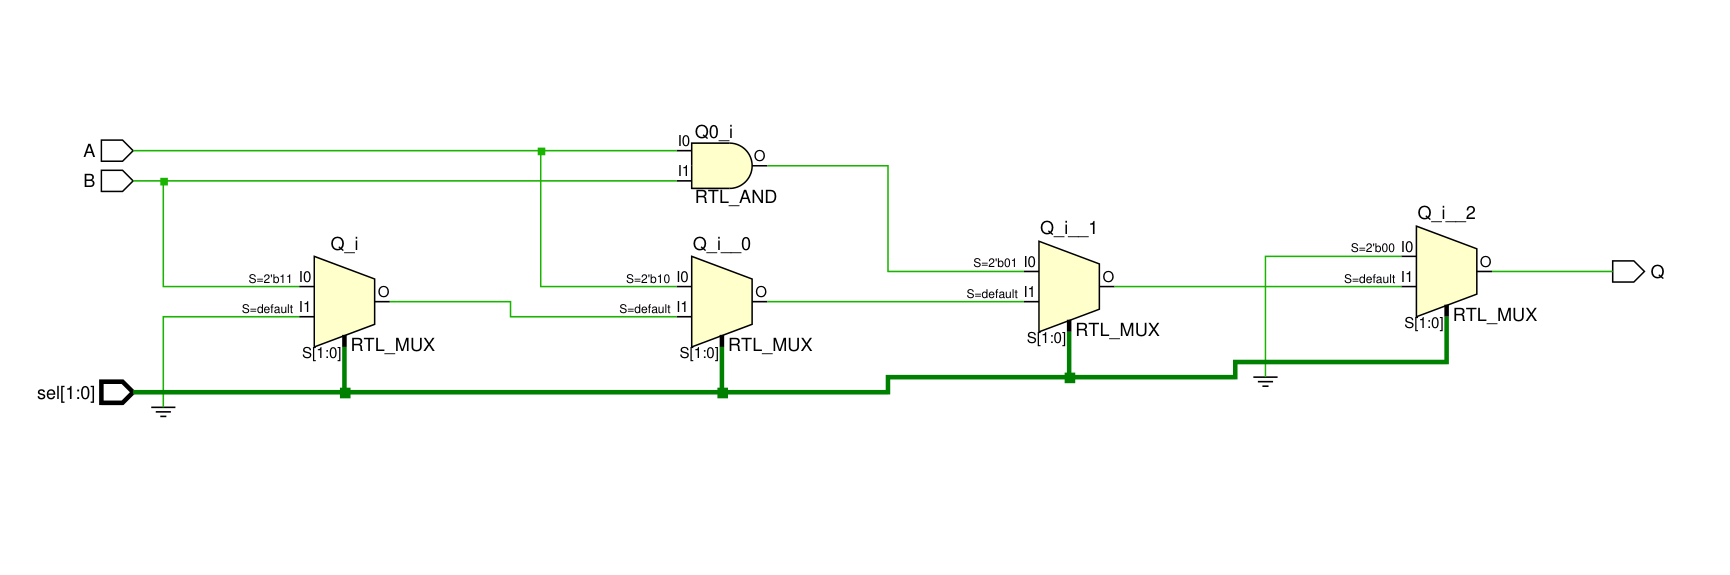 A
B
sel[1:0]
Q_i
S=2'b11
I0
S=default
I1
O
S[1:0]
RTL_MUX
Q0_i
I0
I1
O
RTL_AND
Q_i__0
S=2'b10
I0
S=default
I1
O
S[1:0]
RTL_MUX
Q_i__1
S=2'b01
I0
S=default
I1
O
S[1:0]
RTL_MUX
Q_i__2
S=2'b00
I0
S=default
I1
O
S[1:0]
RTL_MUX
Q